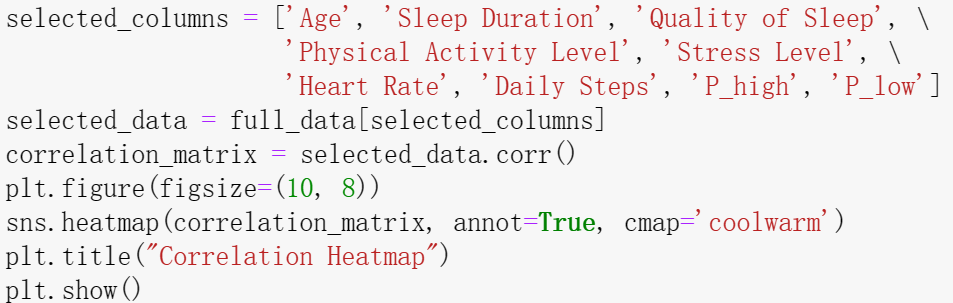 selected_columns = ['Age', 'Sleep Duration', 'Quality of Sleep', \
                    'Physical Activity Level', 'Stress Level', \
                    'Heart Rate', 'Daily Steps', 'P_high', 'P_low']
selected_data = full_data[selected_columns]
correlation_matrix = selected_data.corr()
plt.figure(figsize=(10, 8))
sns.heatmap(correlation_matrix, annot=True, cmap='coolwarm')
plt.title("Correlation Heatmap")
plt.show()